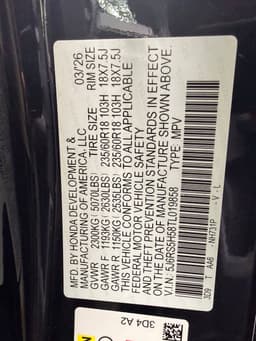 MFD. BY HONDA DEVELOPMENT & 03/26
MANUFACTURING OF AMERICA, LLC.
TIRE SIZE RIM SIZE
GVWR 2300KG( 5070LBS)
GAWR F 1193KG( 2630LBS) 235/60R18 103H 18X7.5J
GAWR R 1150KG( 2535LBS) 235/60R18 103H 18X7.5J
THIS VEHICLE CONFORMS TO ALL APPLICABLE
FEDERAL MOTOR VEHICLE SAFETY
AND THEFT PREVENTION STANDARDS IN EFFECT
ON THE DATE OF MANUFACTURE SHOWN ABOVE.
V.I.N: TYPE: MPV
3D9 T AA6 NH731P - V - L
3D4 A2